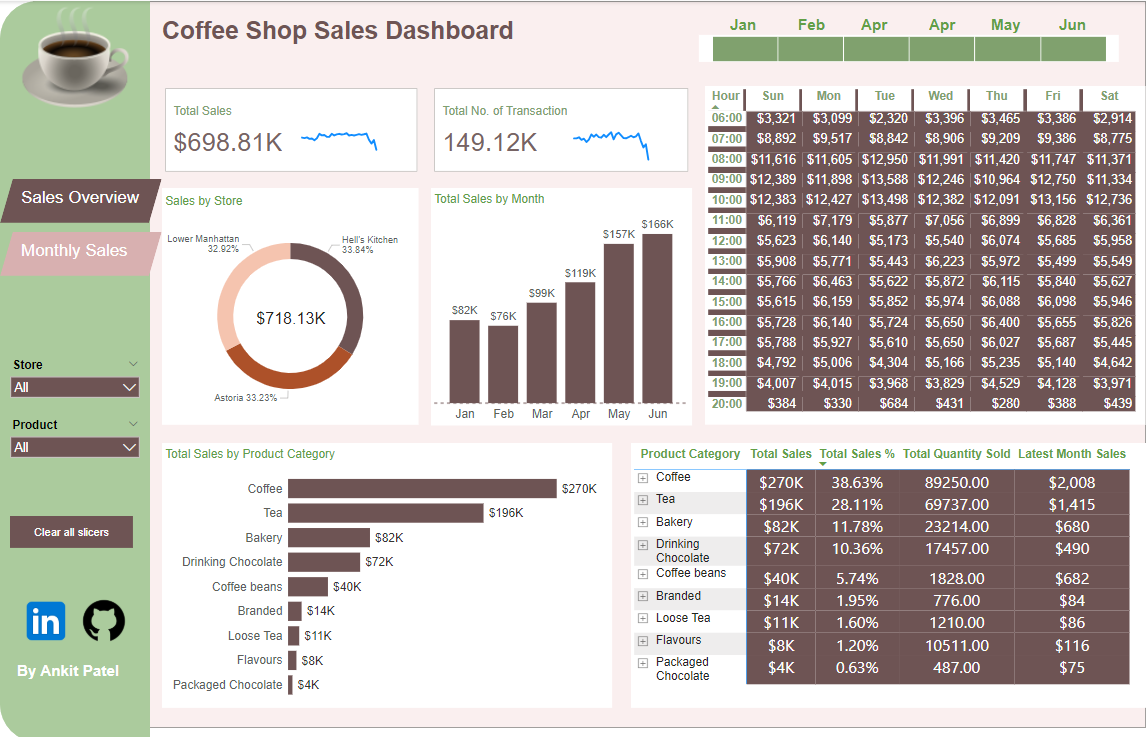 Coffee Shop Sales Dashboard
Jan Feb Apr Apr May Jun
Total Sales
$698.81K
Total No. of Transaction
149.12K
Sales Overview
Monthly Sales
Store
All
Product
All
Clear all slicers
in
By Ankit Patel
Sales by Store
Lower Manhattan
32.92%
Hell's Kitchen
33.84%
$718.13K
Astoria 33.23%
Total Sales by Month
$82K $76K $99K $119K $157K $166K
Jan Feb Mar Apr May Jun
Hour Sun Mon Tue Wed Thu Fri Sat
06:00 $3,321 $3,099 $2,320 $3,396 $3,465 $3,386 $2,914
07:00 $8,892 $9,517 $8,842 $8,906 $9,209 $9,386 $8,775
08:00 $11,616 $11,605 $12,950 $11,991 $11,420 $11,747 $11,371
09:00 $12,389 $11,898 $13,588 $12,246 $10,964 $12,750 $11,334
10:00 $12,383 $12,427 $13,498 $12,382 $12,091 $13,156 $12,736
11:00 $6,119 $7,179 $5,877 $7,056 $6,899 $6,828 $6,361
12:00 $5,623 $6,140 $5,173 $5,540 $6,074 $5,685 $5,958
13:00 $5,908 $5,771 $5,443 $6,223 $5,972 $5,499 $5,549
14:00 $5,766 $6,463 $5,622 $5,872 $6,115 $5,840 $5,627
15:00 $5,615 $6,159 $5,852 $5,974 $6,088 $6,098 $5,946
16:00 $5,728 $6,140 $5,724 $5,650 $6,400 $5,655 $5,826
17:00 $5,788 $5,927 $5,610 $5,650 $6,027 $5,687 $5,445
18:00 $4,792 $5,006 $4,304 $5,166 $5,235 $5,140 $4,642
19:00 $4,007 $4,015 $3,968 $3,829 $4,529 $4,128 $3,971
20:00 $384 $330 $684 $431 $280 $388 $439
Total Sales by Product Category
Coffee $270K
Tea $196K
Bakery $82K
Drinking Chocolate $72K
Coffee beans $40K
Branded $14K
Loose Tea $11K
Flavours $8K
Packaged Chocolate $4K
Product Category Total Sales Total Sales % Total Quantity Sold Latest Month Sales
Coffee $270K 38.63% 89250.00 $2,008
Tea $196K 28.11% 69737.00 $1,415
Bakery $82K 11.78% 23214.00 $680
Drinking
Chocolate $72K 10.36% 17457.00 $490
Coffee beans $40K 5.74% 1828.00 $682
Branded $14K 1.95% 776.00 $84
Loose Tea $11K 1.60% 1210.00 $86
Flavours $8K 1.20% 10511.00 $116
Packaged
Chocolate $4K 0.63% 487.00 $75